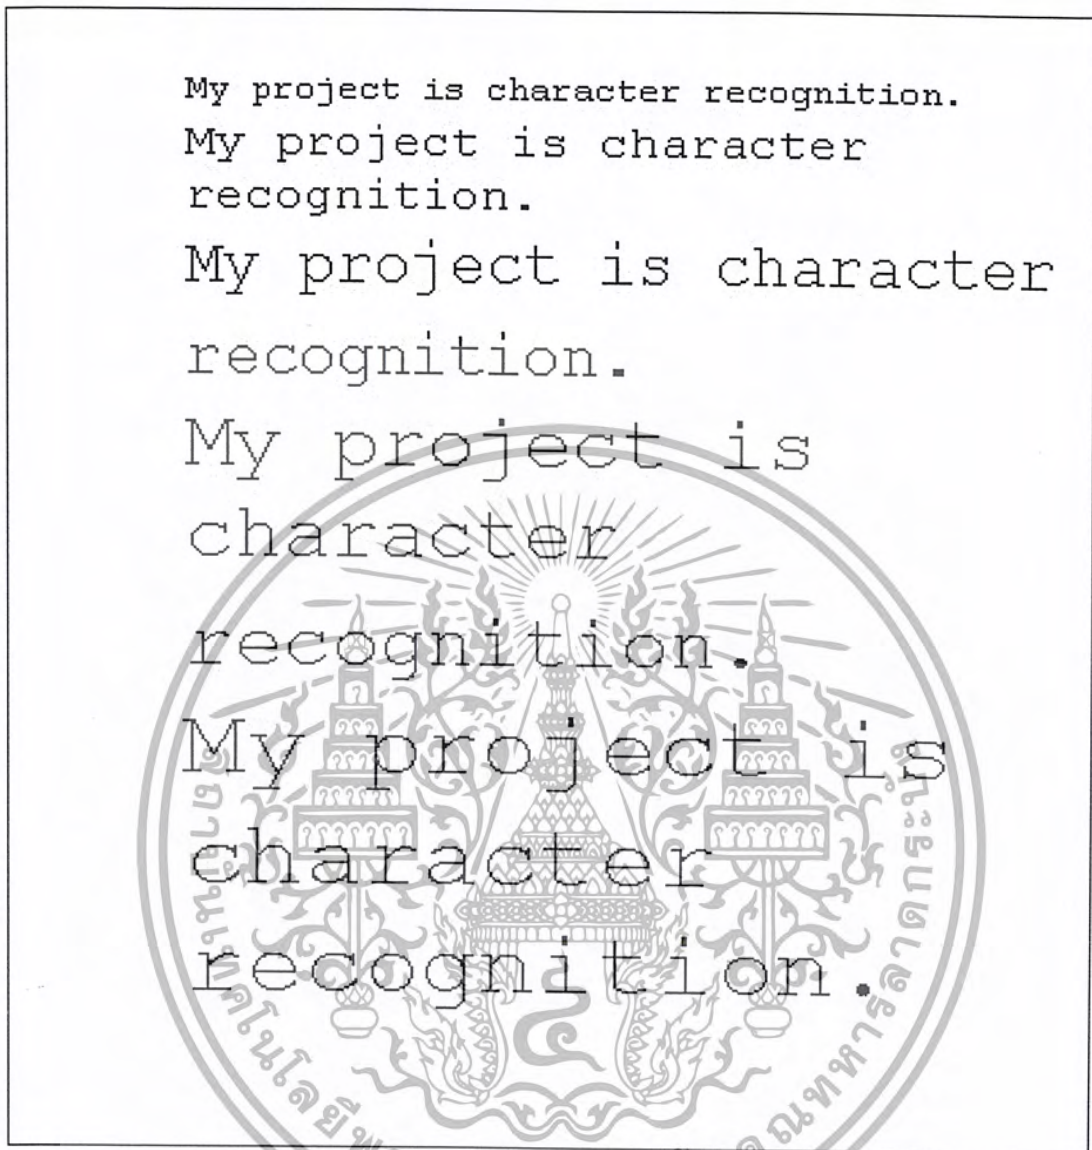 My project is character recognition.
My project is character
recognition.
My project is character
recognition.
My project is
character
recognition.
My project is
character
recognition.